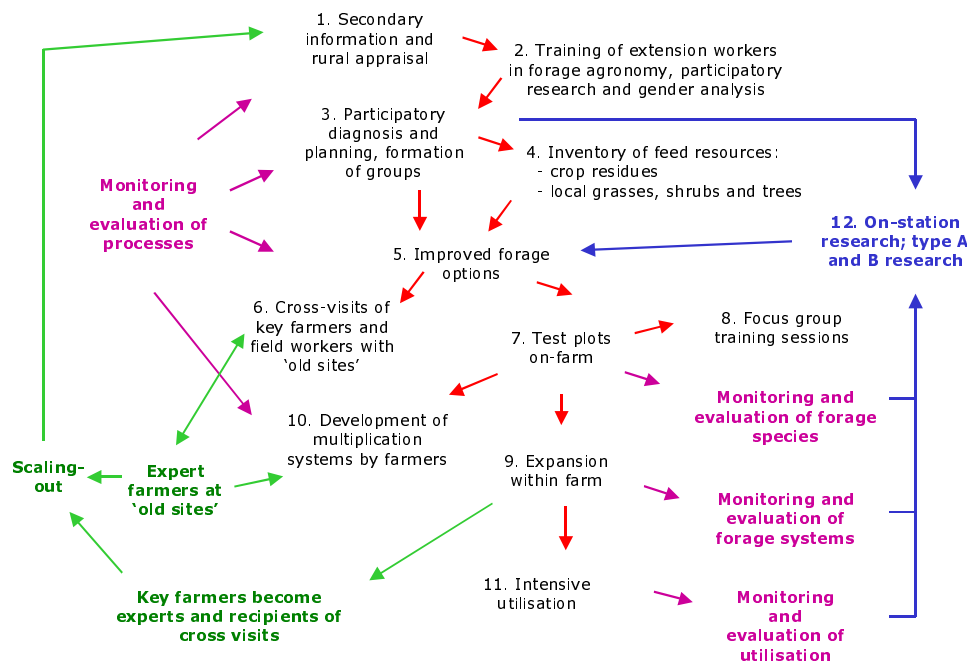 1. Secondary
information and
rural appraisal
2. Training of extension workers
in forage agronomy, participatory
research and gender analysis
3. Participatory
diagnosis and
planning, formation
of groups
4. Inventory of feed resources:
- crop residues
- local grasses, shrubs and trees
Monitoring
and
evaluation of
processes
12. On-station
research; type A
and B research
5. Improved forage
options
6. Cross-visits of
key farmers and
field workers with
‘old sites’
7. Test plots
on-farm
8. Focus group
training sessions
Monitoring and
evaluation of forage
species
10. Development of
multiplication
systems by farmers
9. Expansion
within farm
Scaling-
out
Expert
farmers at
‘old sites’
Monitoring and
evaluation of
forage systems
11. Intensive
utilisation
Key farmers become
experts and recipients of
cross visits
Monitoring
and
evaluation of
utilisation